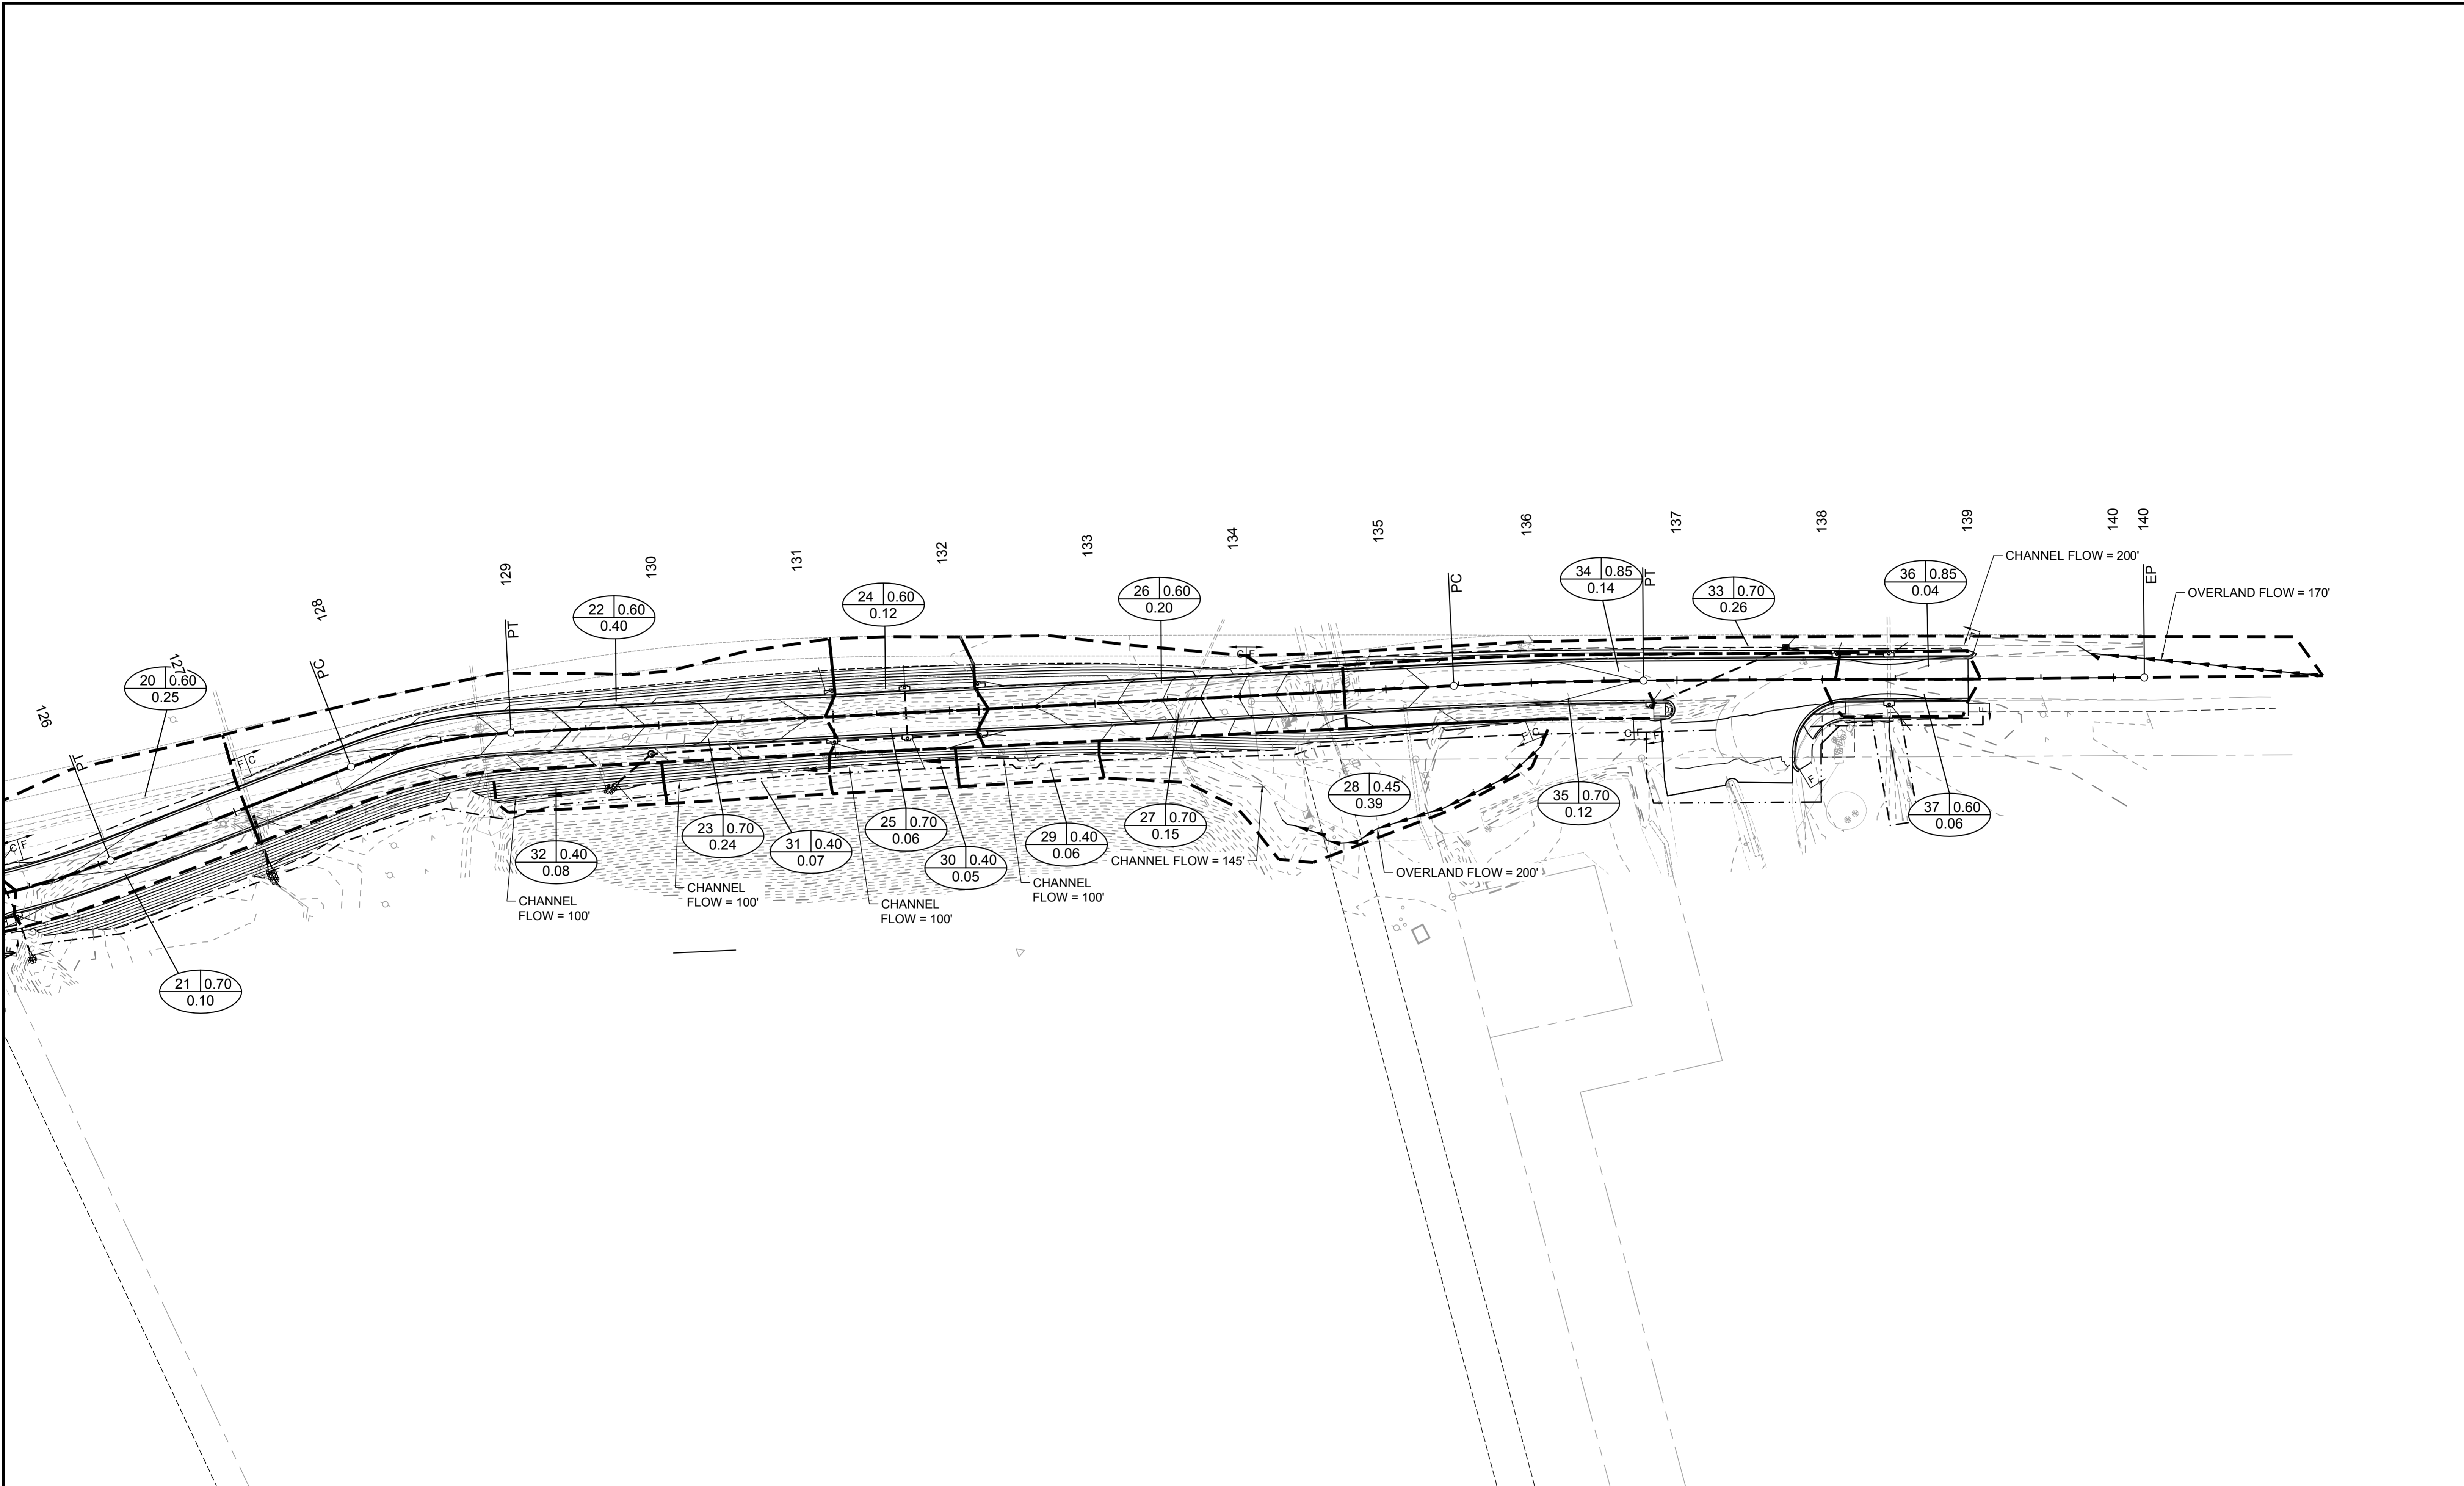 126
PT
127
128
PC
129
PT
130
131
132
133
134
135
PC
136
PT
137
138
139
140
140
EP
20 0.60
0.25
22 0.60
0.40
24 0.60
0.12
26 0.60
0.20
34 0.85
0.14
33 0.70
0.26
36 0.85
0.04
CHANNEL FLOW = 200'
OVERLAND FLOW = 170'
F C
C F
C F
F C
C F
F
F
F
21 0.70
0.10
32 0.40
0.08
23 0.70
0.24
31 0.40
0.07
25 0.70
0.06
30 0.40
0.05
29 0.40
0.06
27 0.70
0.15
28 0.45
0.39
35 0.70
0.12
37 0.60
0.06
CHANNEL
FLOW = 100'
CHANNEL
FLOW = 100'
CHANNEL
FLOW = 100'
CHANNEL
FLOW = 100'
CHANNEL FLOW = 145'
OVERLAND FLOW = 200'